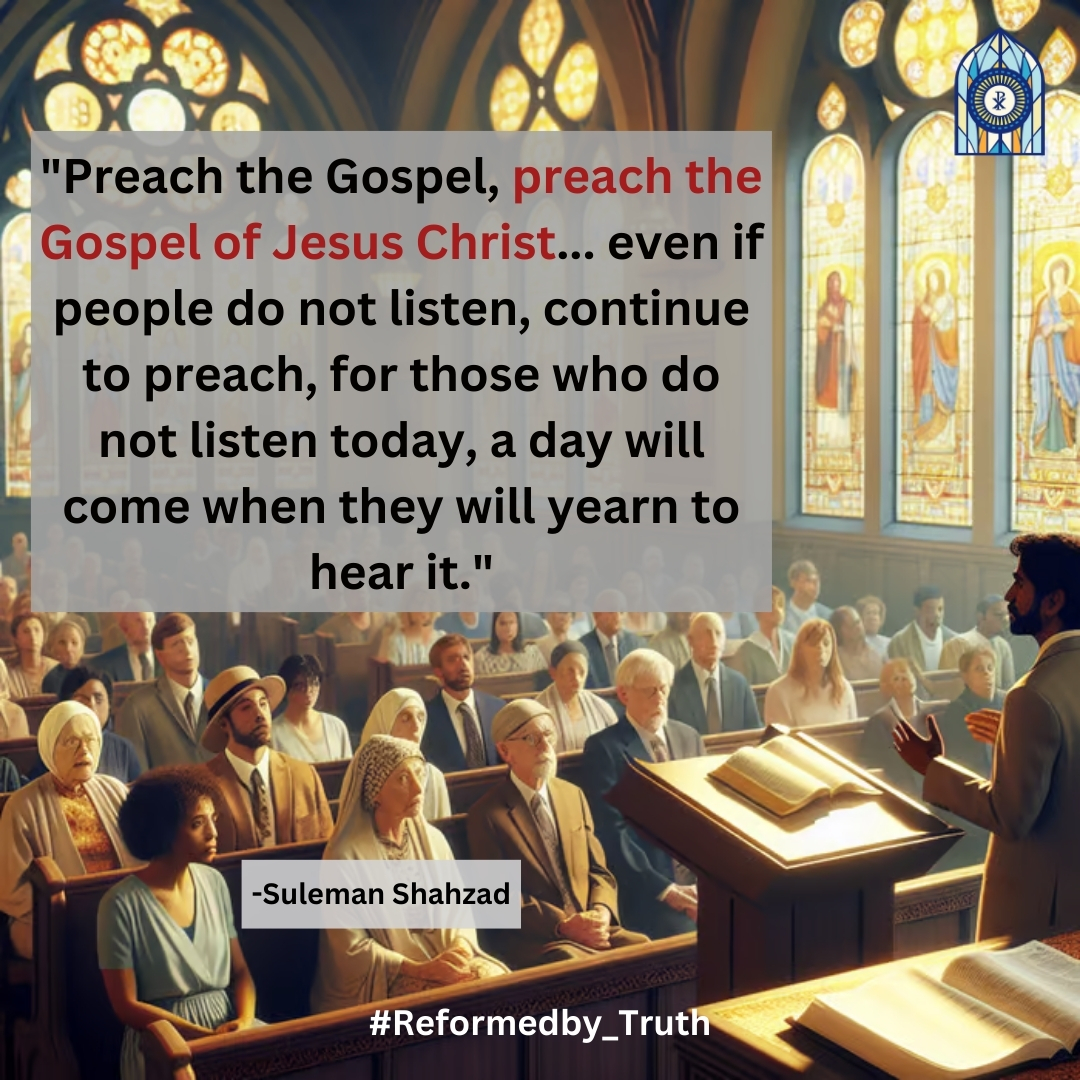 "Preach the Gospel, preach the
Gospel of Jesus Christ... even if
people do not listen, continue
to preach, for those who do
not listen today, a day will
come when they will yearn to
hear it."
-Suleman Shahzad
#Reformedby_Truth